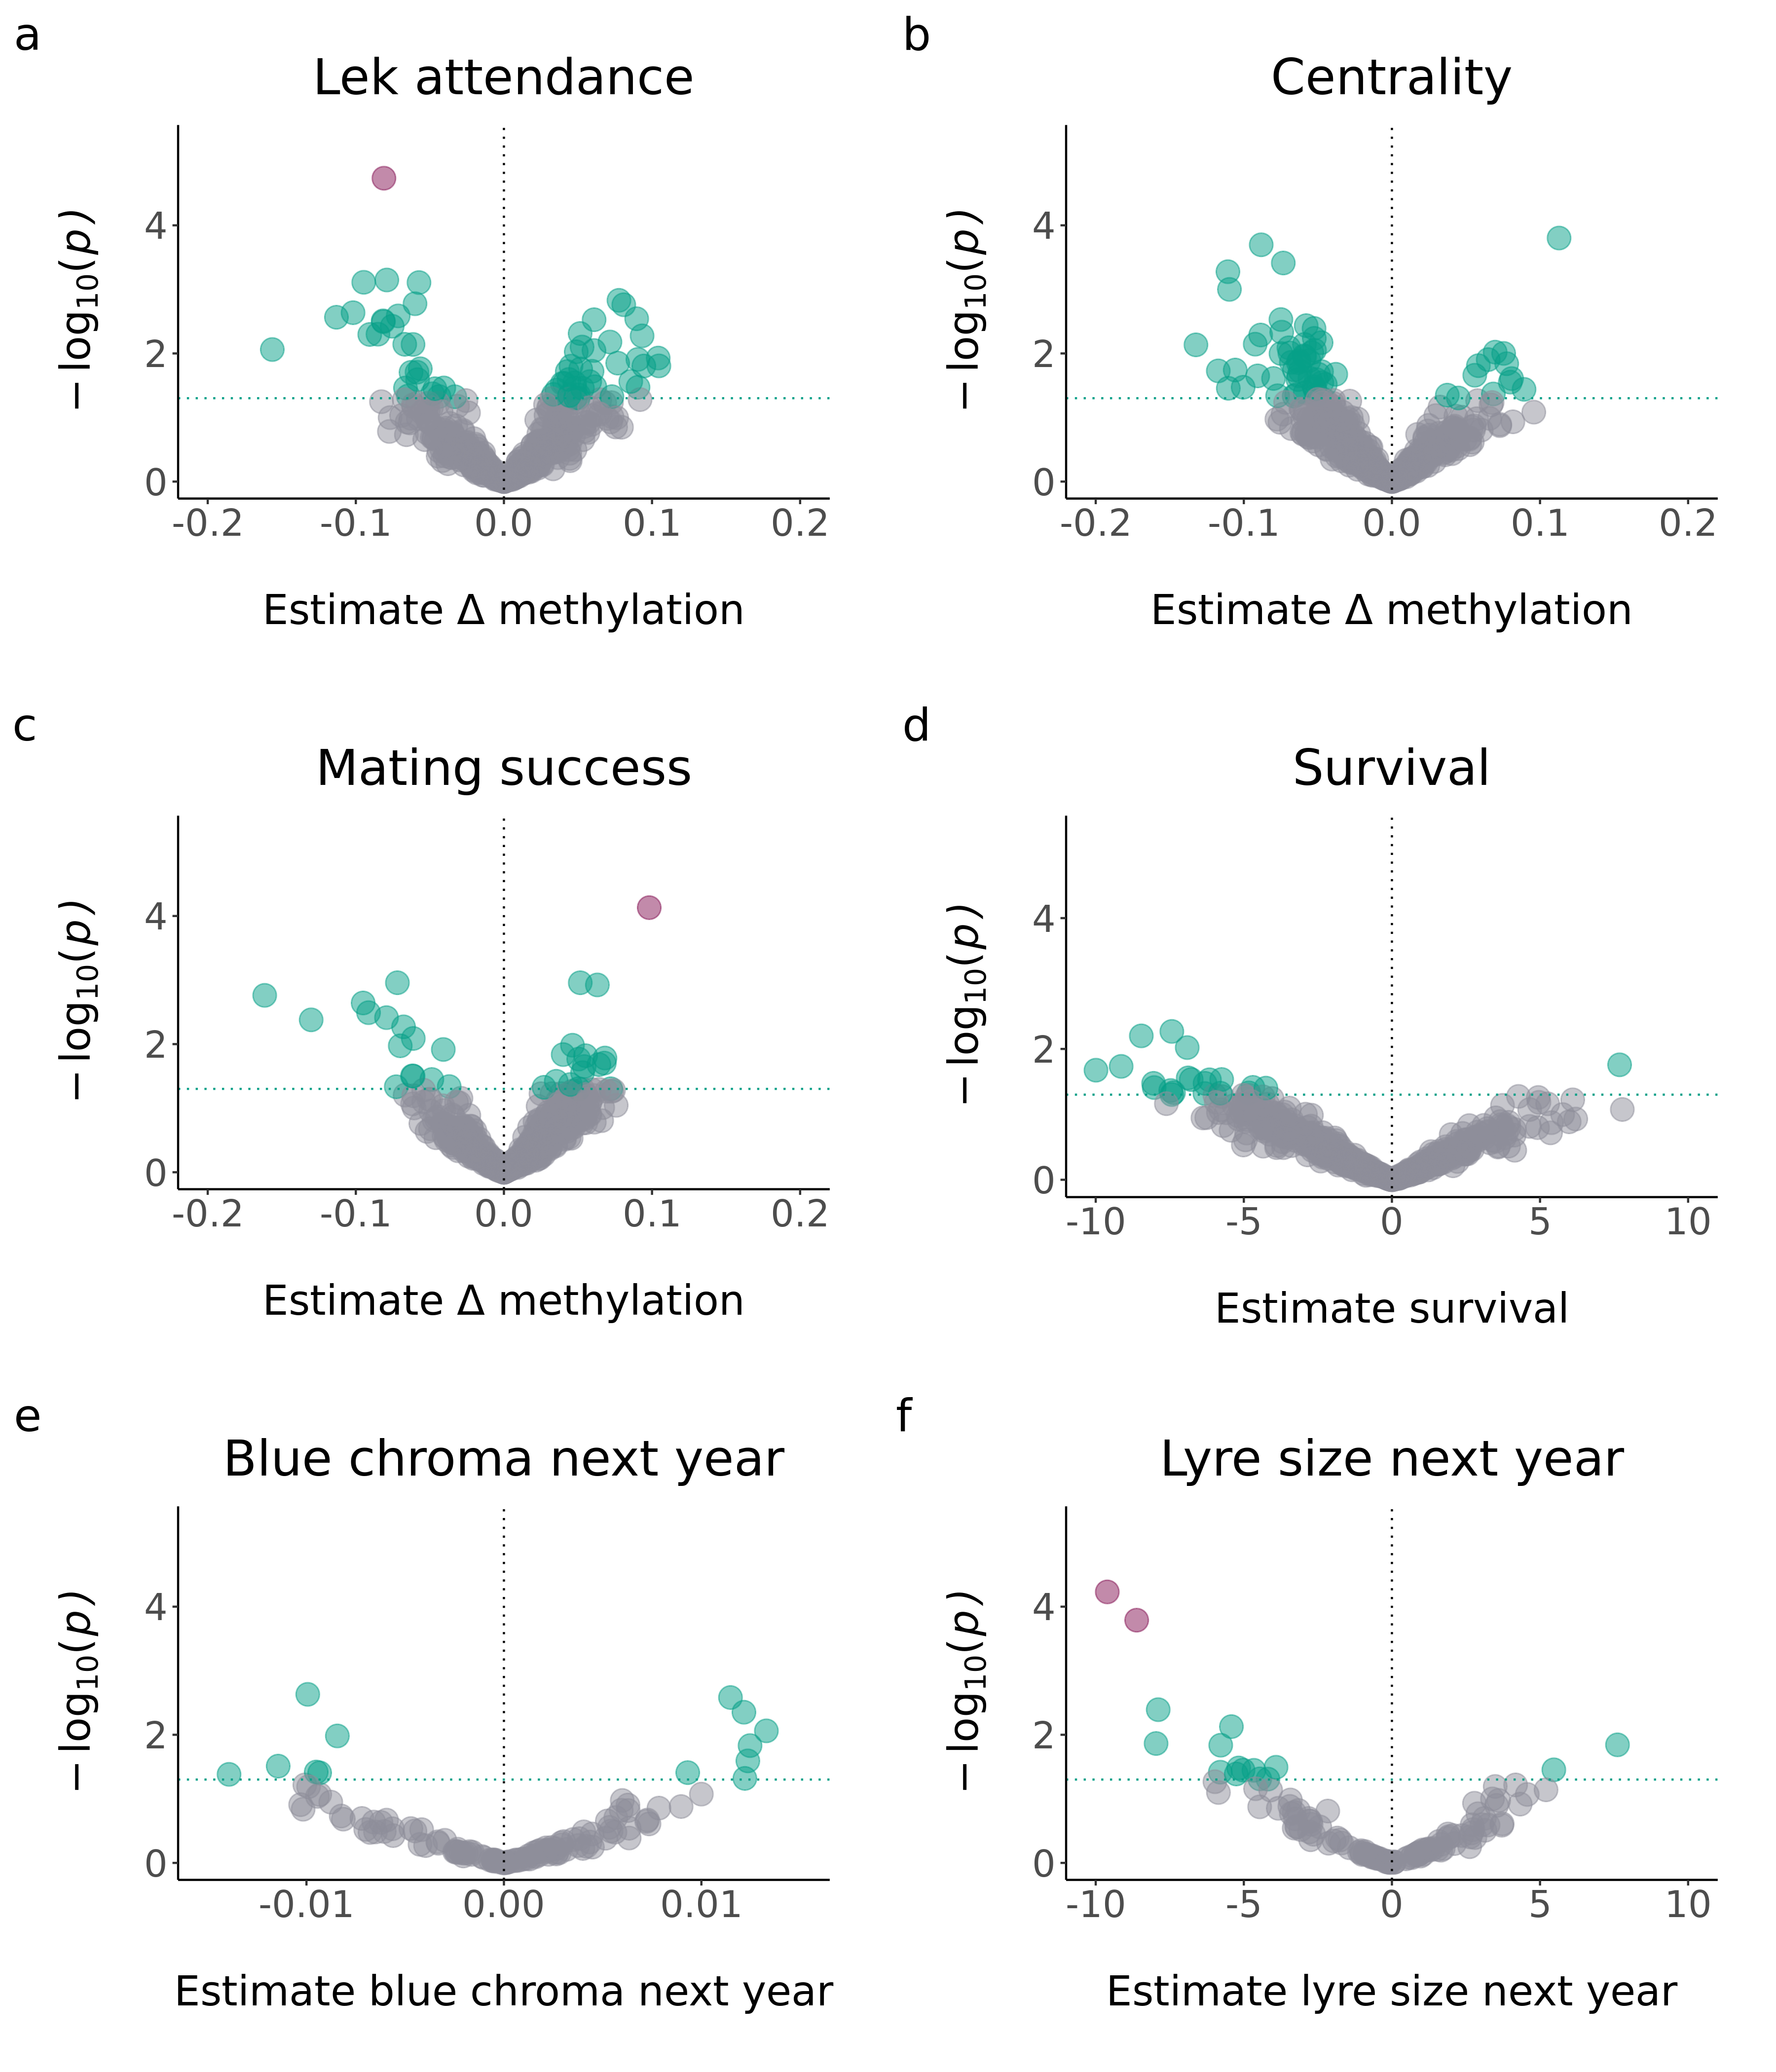 a
b
Lek attendance
Centrality
− log10(p)
4
2
0
-0.2 -0.1 0.0 0.1 0.2
Estimate Δ methylation
− log10(p)
4
2
0
-0.2 -0.1 0.0 0.1 0.2
Estimate Δ methylation
c
d
Mating success
Survival
− log10(p)
4
2
0
-0.2 -0.1 0.0 0.1 0.2
Estimate Δ methylation
− log10(p)
4
2
0
-10 -5 0 5 10
Estimate survival
e
f
Blue chroma next year
Lyre size next year
− log10(p)
4
2
0
-0.01 0.00 0.01
Estimate blue chroma next year
− log10(p)
4
2
0
-10 -5 0 5 10
Estimate lyre size next year